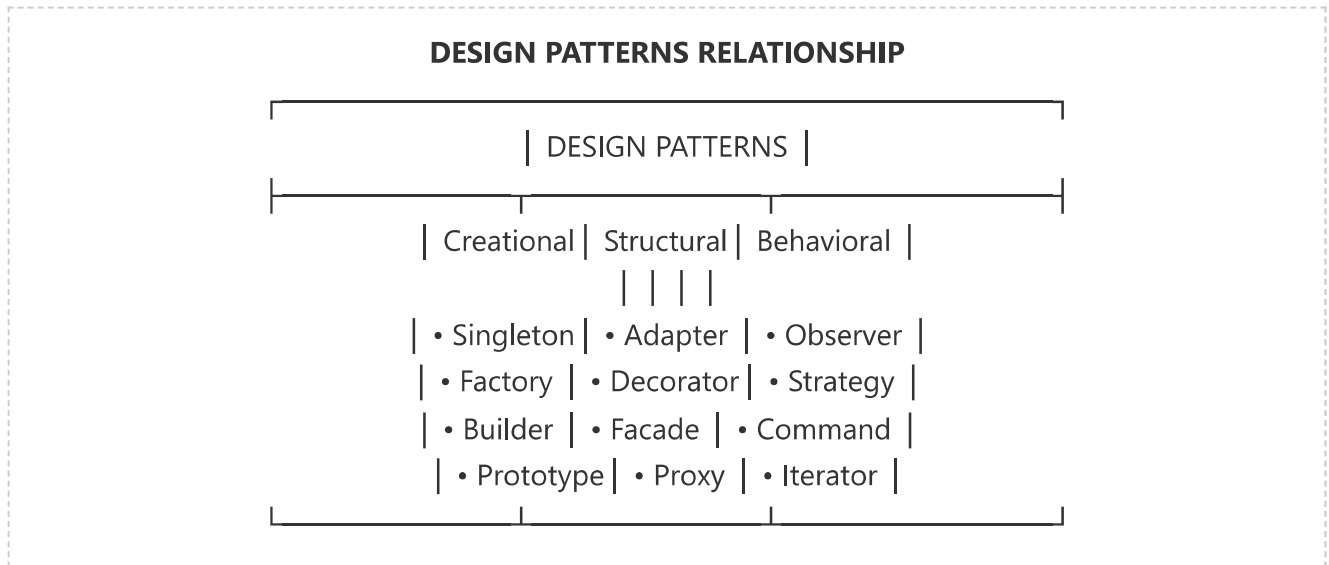 DESIGN PATTERNS RELATIONSHIP
┌─────────────────────────┐
| DESIGN PATTERNS |
├───────┬───────┬─────────┤
| Creational | Structural | Behavioral |
| | | |
| • Singleton | • Adapter | • Observer |
| • Factory | • Decorator | • Strategy |
| • Builder | • Facade | • Command |
| • Prototype | • Proxy | • Iterator |
└───────┴───────┴─────────┘